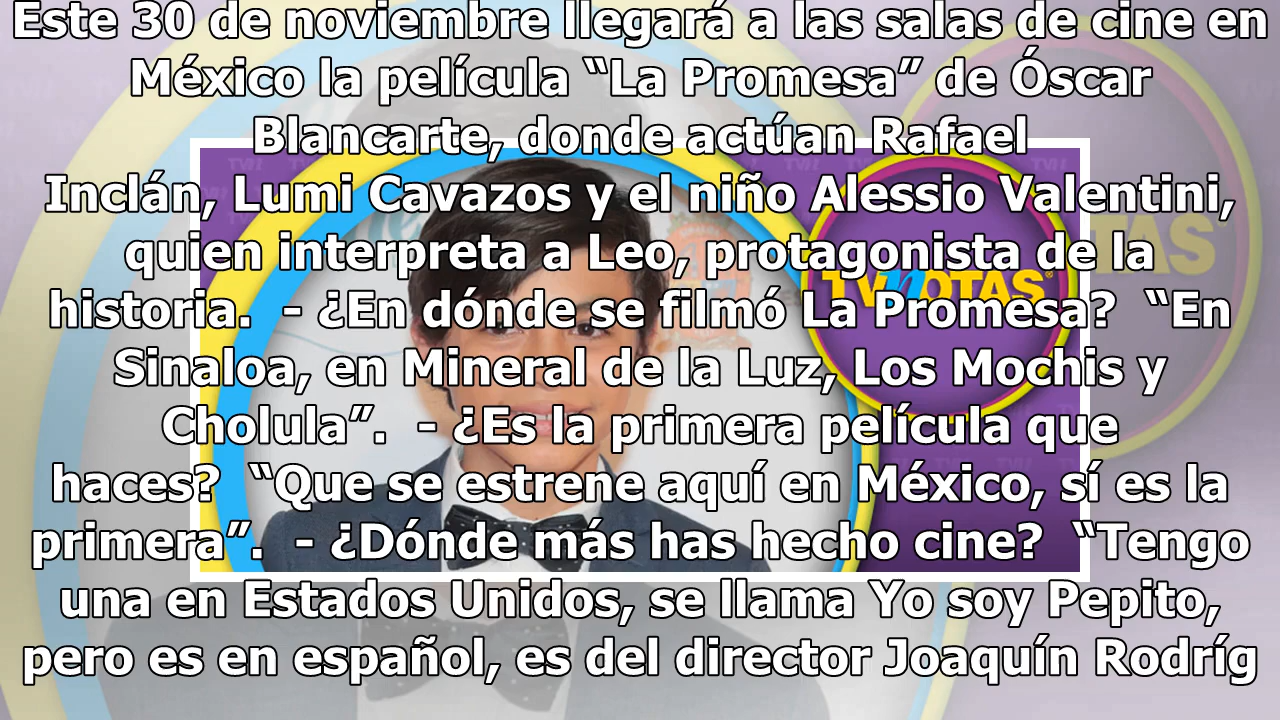 Este 30 de noviembre llegará a las salas de cine en
México la película “La Promesa” de Óscar
Blancarte, donde actúan Rafael
Inclán, Lumi Cavazos y el niño Alessio Valentini,
quien interpreta a Leo, protagonista de la
historia.  - ¿En dónde se filmó La Promesa?  “En
Sinaloa, en Mineral de la Luz, Los Mochis y
Cholula”.  - ¿Es la primera película que
haces?  “Que se estrene aquí en México, sí es la
primera”.  - ¿Dónde más has hecho cine?  “Tengo
una en Estados Unidos, se llama Yo soy Pepito,
pero es en español, es del director Joaquín Rodríg
TVNOTAS